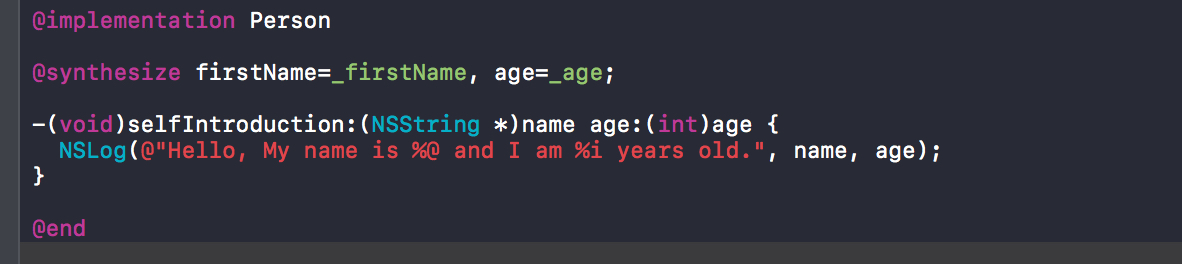 @implementation Person
@synthesize firstName=_firstName, age=_age;
-(void)selfIntroduction:(NSString *)name age:(int)age {
NSLog(@"Hello, My name is %@ and I am %i years old.", name, age);
}
@end